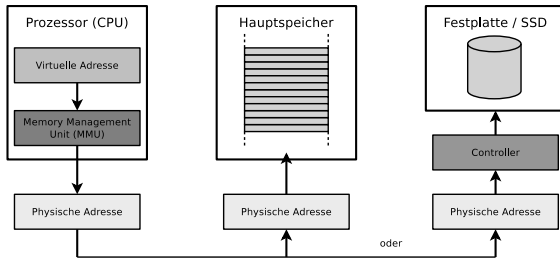 Prozessor (CPU)
Virtuelle Adresse
Memory Management
Unit (MMU)
Physische Adresse
Hauptspeicher
Physische Adresse
Festplatte / SSD
Controller
Physische Adresse
oder